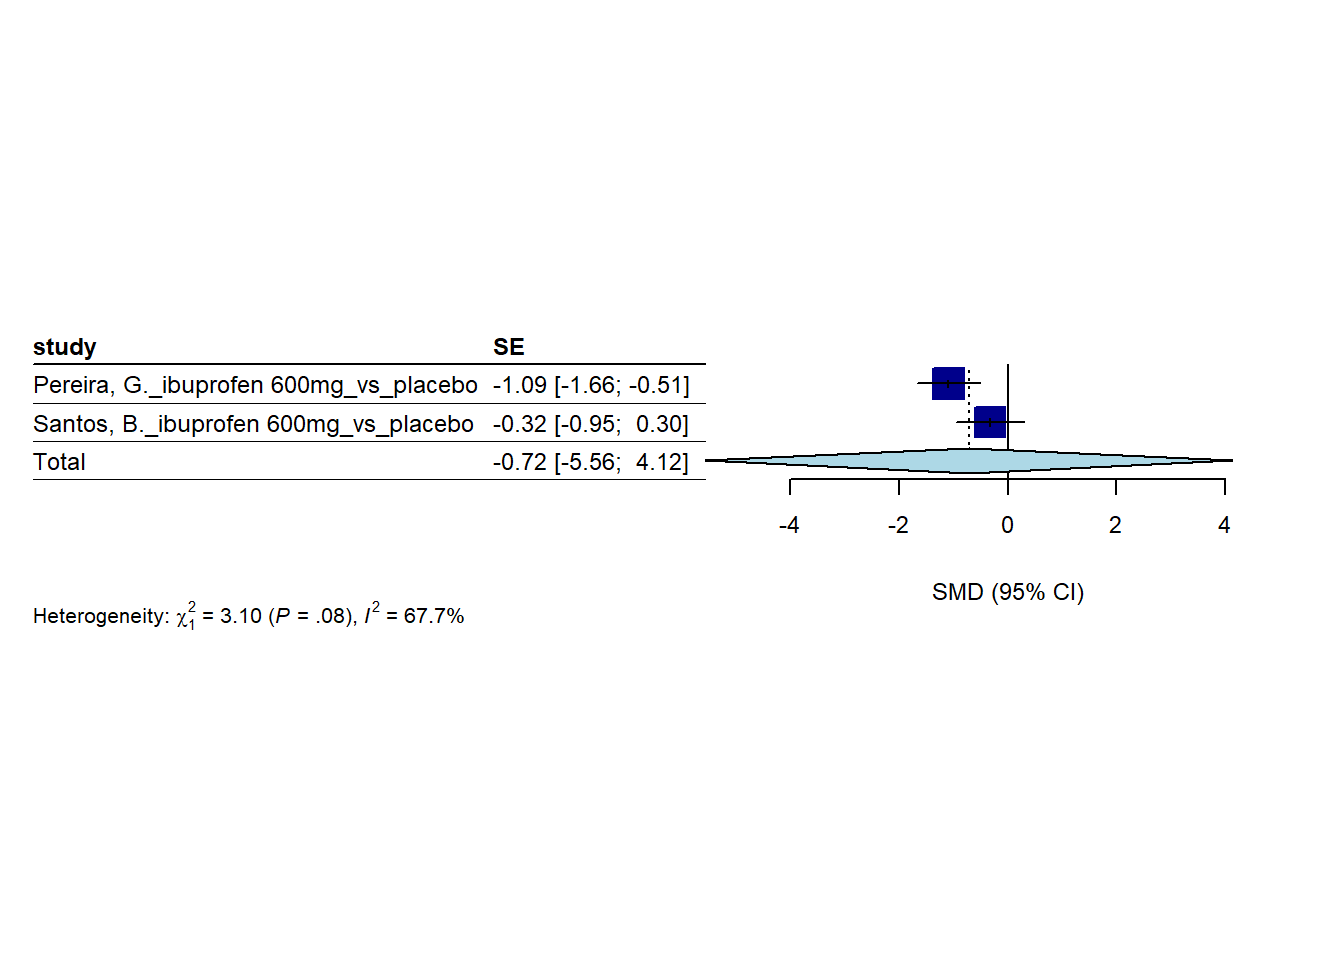 study SE
Pereira, G._ibuprofen 600mg_vs_placebo -1.09 [-1.66; -0.51]
Santos, B._ibuprofen 600mg_vs_placebo -0.32 [-0.95; 0.30]
Total -0.72 [-5.56; 4.12]
-4 -2 0 2 4
SMD (95% CI)
Heterogeneity: χ²₁ = 3.10 (P = .08), I² = 67.7%